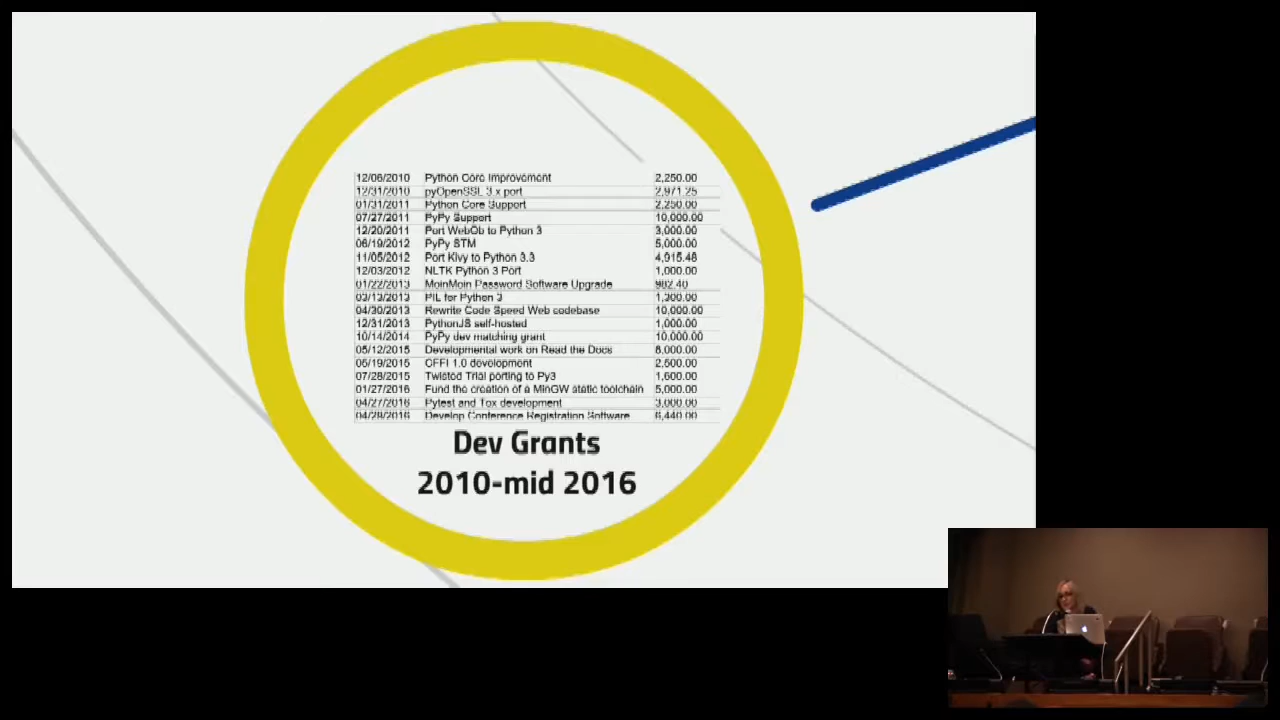 12/06/2010 Python Core Improvement 2,250.00
12/31/2010 pyOpenSSL 3.x port 2,971.25
01/31/2011 Python Core Support 2,250.00
07/27/2011 PyPy Support 10,000.00
12/20/2011 Port WebOb to Python 3 3,000.00
06/19/2012 PyPy STM 5,000.00
11/05/2012 Port Kivy to Python 3.3 4,915.48
12/03/2012 NLTK Python 3 Port 1,000.00
01/22/2013 MoinMoin Password Software Upgrade 982.40
03/13/2013 PIL for Python 3 1,300.00
04/30/2013 Rewrite Code Speed Web codebase 10,000.00
12/31/2013 PythonJS self-hosted 1,000.00
10/14/2014 PyPy dev matching grant 10,000.00
05/12/2015 Developmental work on Read the Docs 8,000.00
05/19/2015 CFFI 1.0 development 2,500.00
07/28/2015 Twisted Trial porting to Py3 1,600.00
01/27/2016 Fund the creation of a MinGW static toolchain 5,000.00
04/27/2016 Pytest and Tox development 3,000.00
04/28/2016 Develop Conference Registration Software 6,440.00
Dev Grants
2010-mid 2016